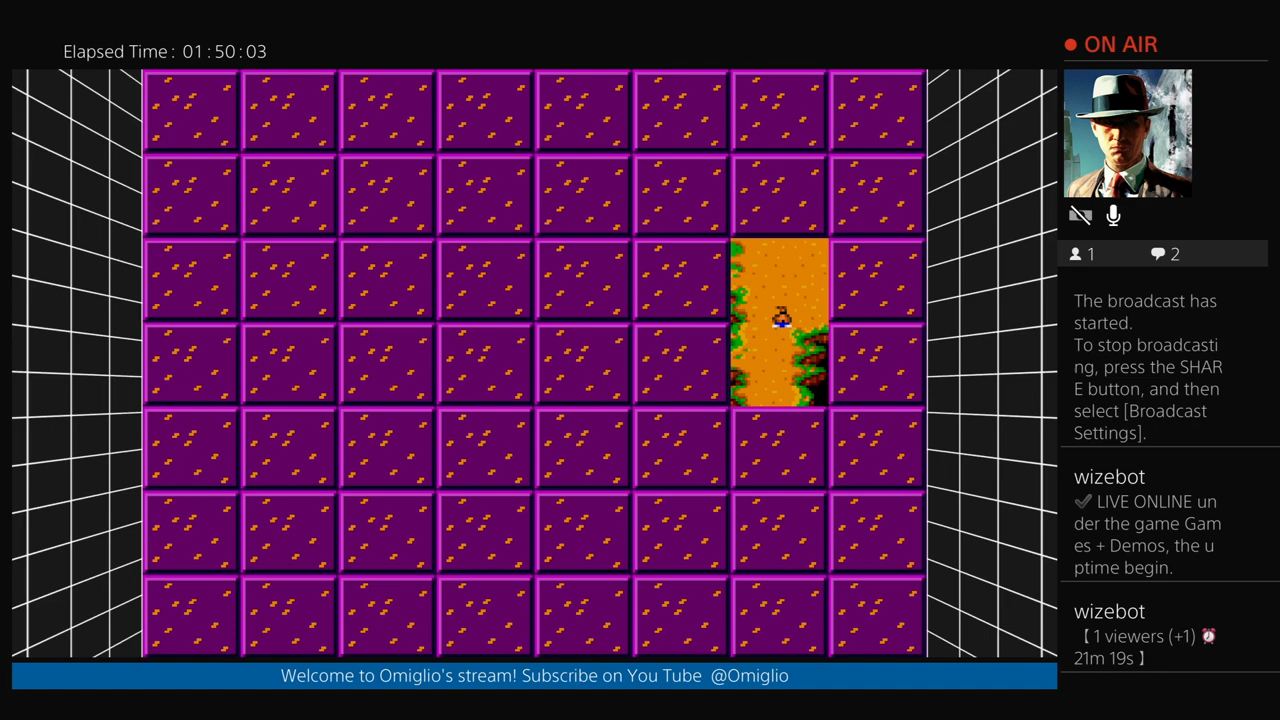 Elapsed Time: 01:50:03
ON AIR
1
2
The broadcast has
started.
To stop broadcasti
ng, press the SHAR
E button, and then
select [Broadcast
Settings].
wizebot
✔ LIVE ONLINE un
der the game Gam
es + Demos, the u
ptime begin.
wizebot
【 1 viewers (+1) ⏰
21m 19s 】
Welcome to Omiglio's stream! Subscribe on You Tube @Omiglio